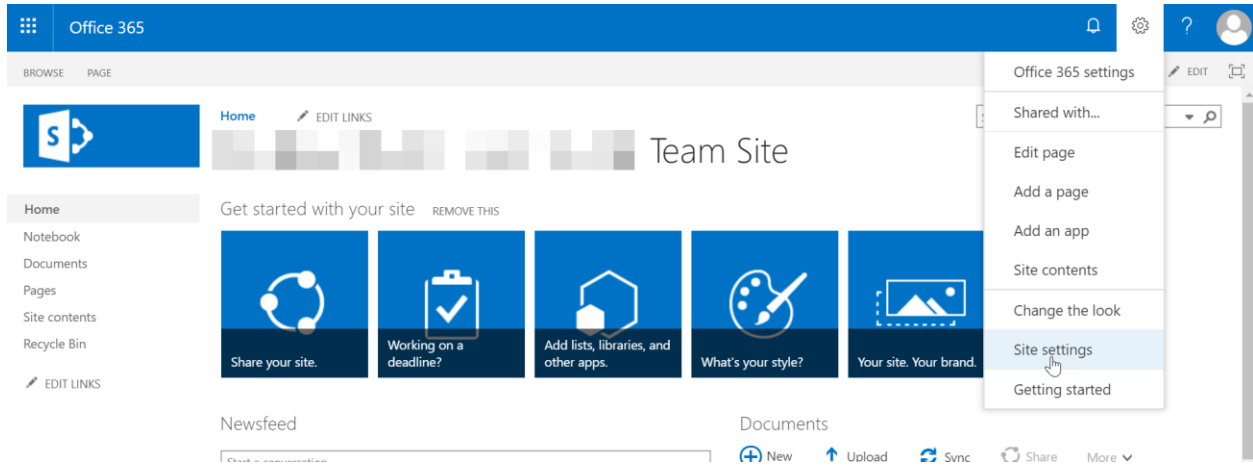 Office 365
?
BROWSE PAGE
EDIT
S
Home EDIT LINKS
Team Site
Home
Notebook
Documents
Pages
Site contents
Recycle Bin
EDIT LINKS
Get started with your site REMOVE THIS
Share your site.
Working on a
deadline?
Add lists, libraries, and
other apps.
What's your style?
Your site. Your brand.
Office 365 settings
Shared with...
Edit page
Add a page
Add an app
Site contents
Change the look
Site settings
Getting started
Newsfeed
Start a conversation
Documents
New Upload Sync Share More